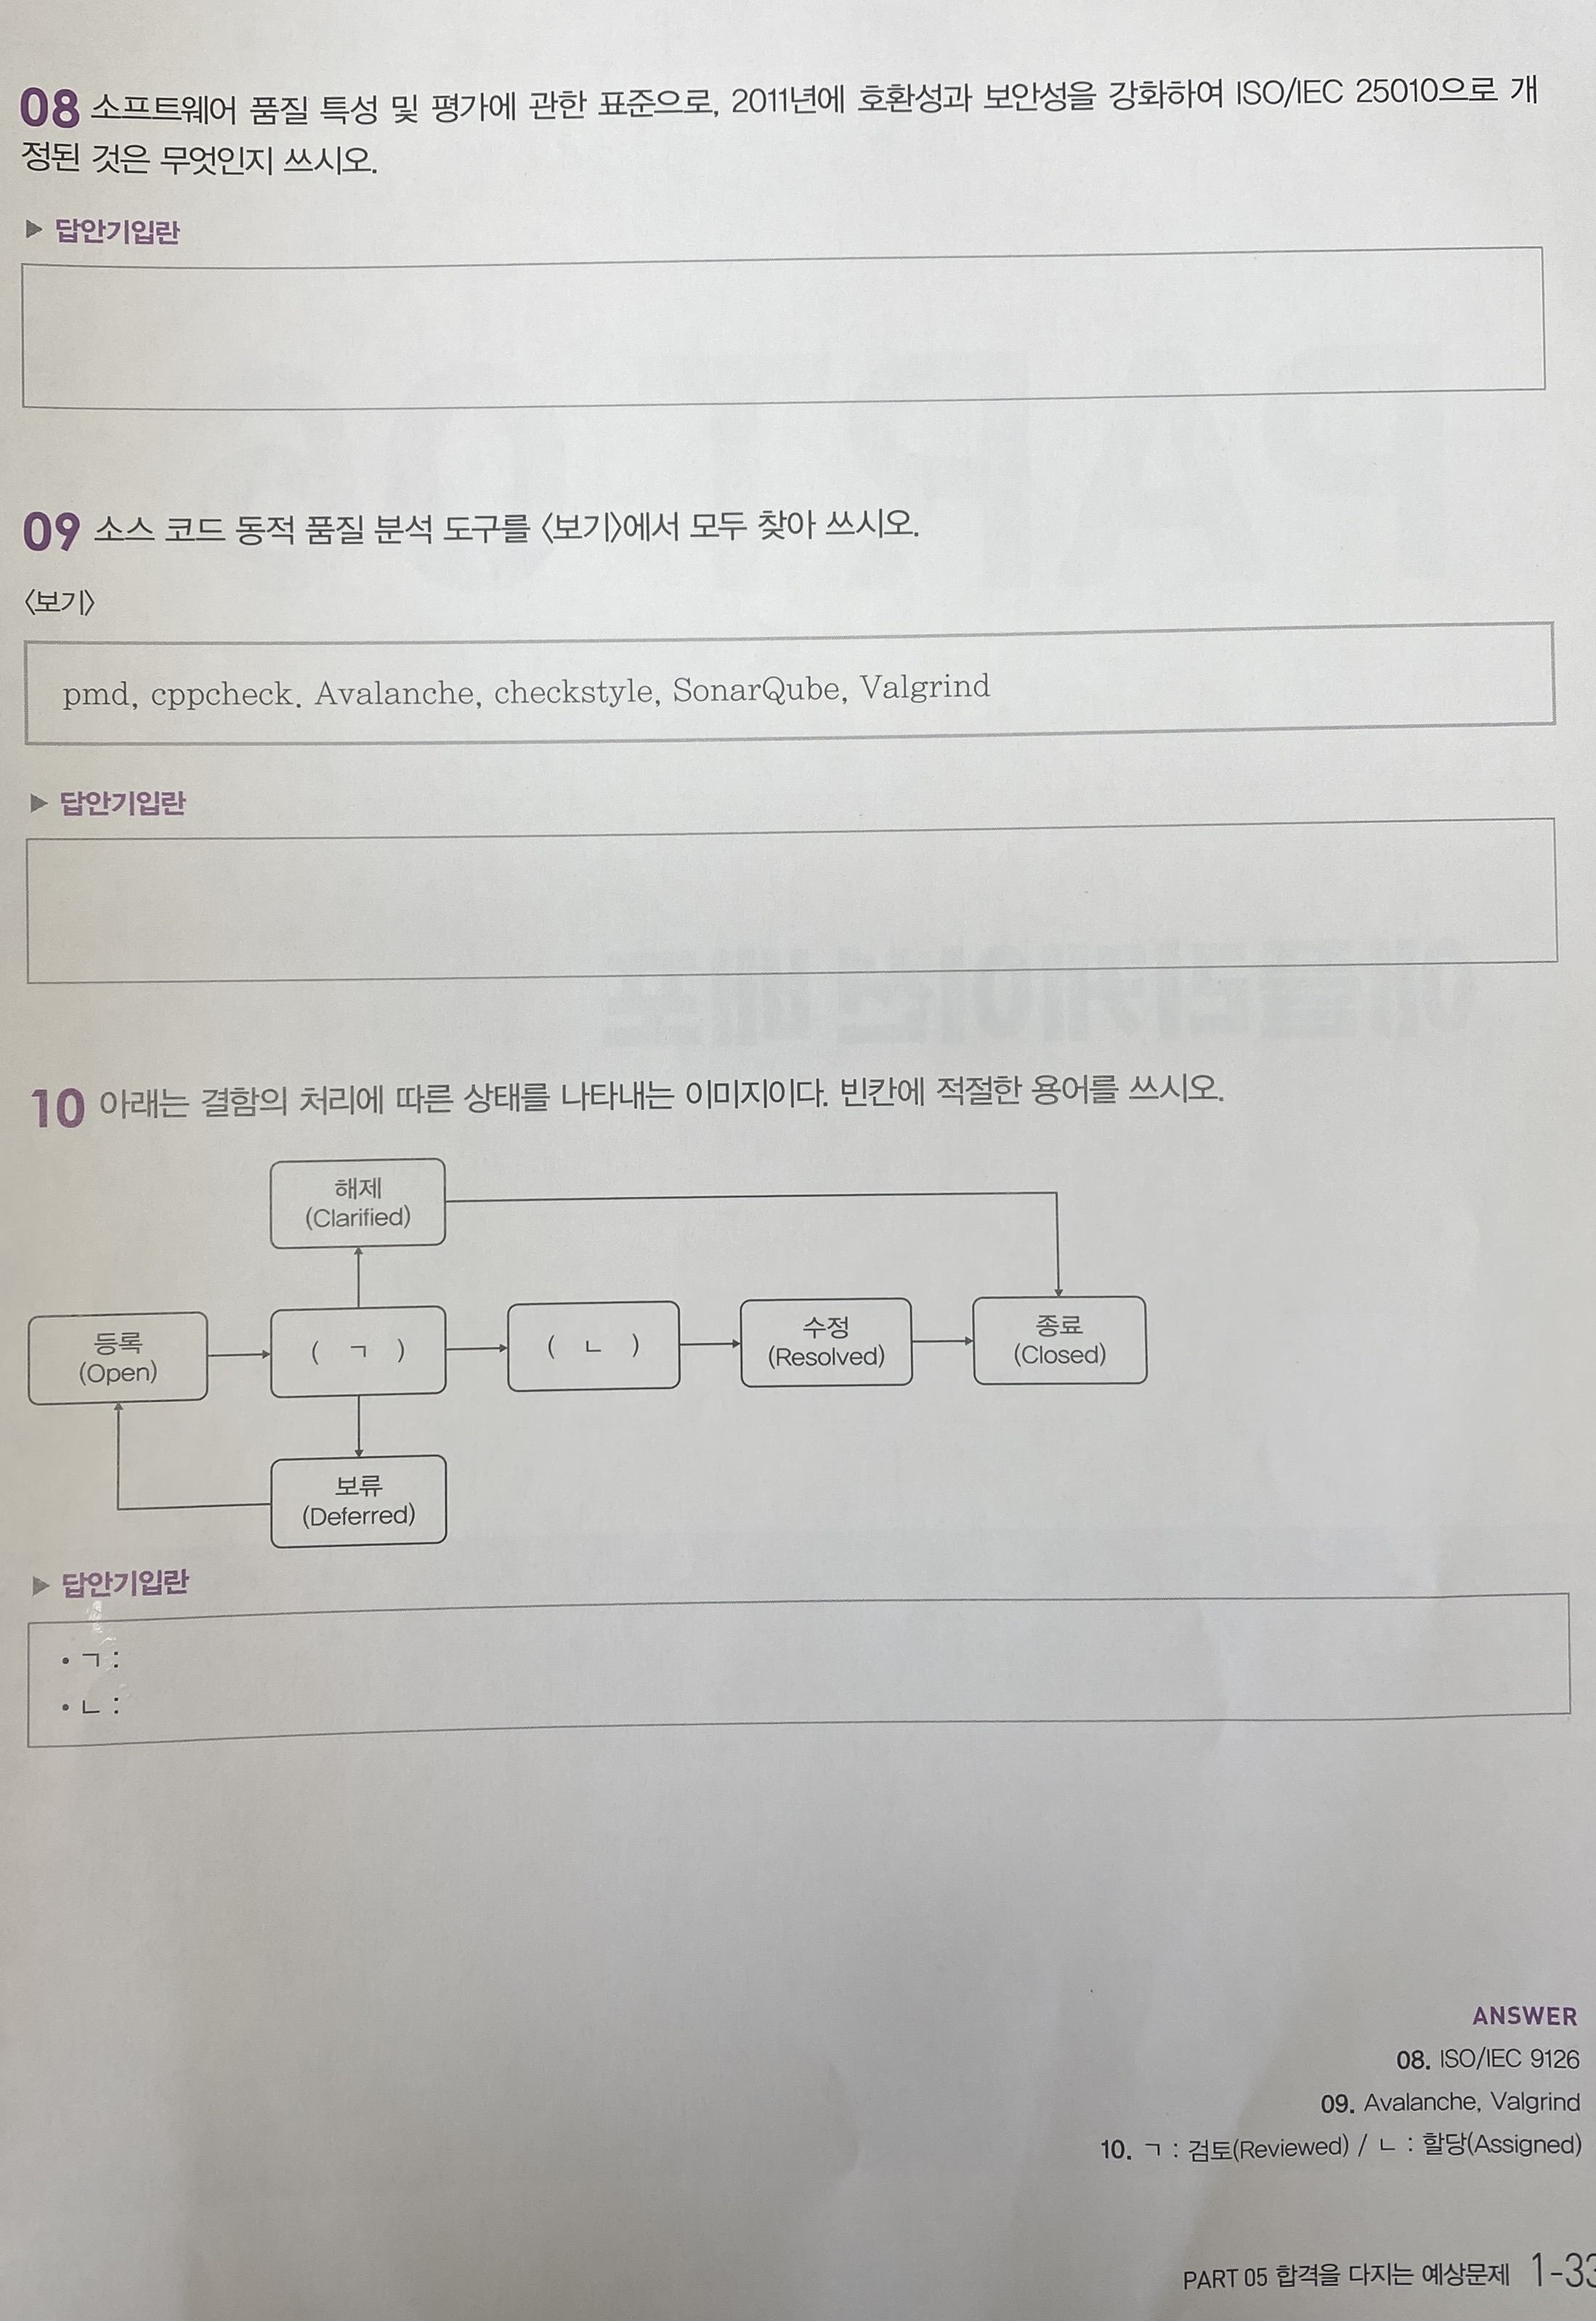 08 소프트웨어 품질 특성 및 평가에 관한 표준으로, 2011년에 호환성과 보안성을 강화하여 ISO/IEC 25010으로 개
정된 것은 무엇인지 쓰시오.
▶ 답안기입란
09 소스 코드 동적 품질 분석 도구를 〈보기〉에서 모두 찾아 쓰시오.
〈보기〉
pmd, cppcheck. Avalanche, checkstyle, SonarQube, Valgrind
▶ 답안기입란
10 아래는 결함의 처리에 따른 상태를 나타내는 이미지이다. 빈칸에 적절한 용어를 쓰시오.
해제
(Clarified)
등록
(Open)
( ㄱ )
( ㄴ )
수정
(Resolved)
종료
(Closed)
보류
(Deferred)
▶ 답안기입란
• ㄱ :
• ㄴ :
ANSWER
08. ISO/IEC 9126
09. Avalanche, Valgrind
10. ㄱ : 검토(Reviewed) / ㄴ : 할당(Assigned)
PART 05 합격을 다지는 예상문제 1-33